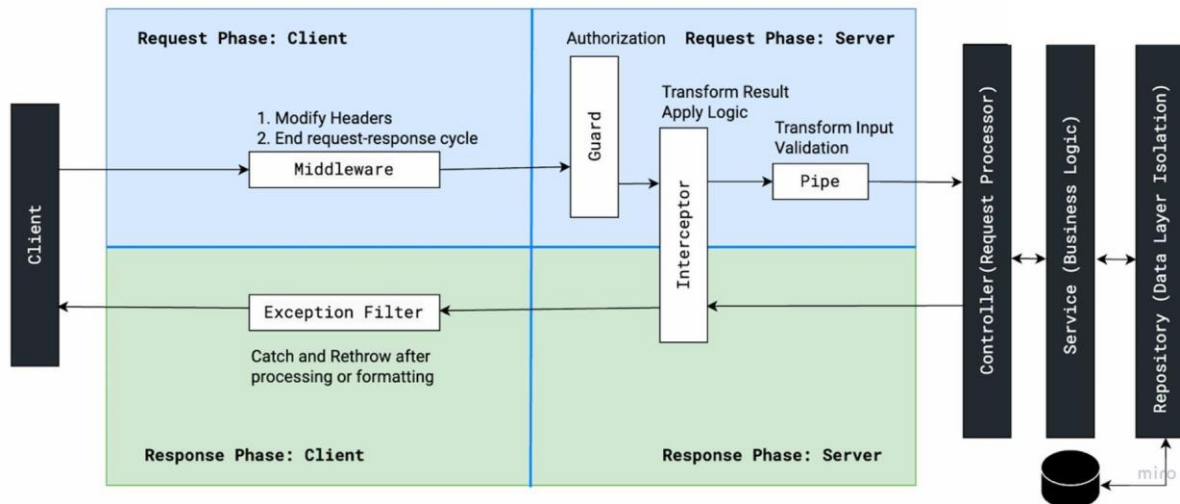 Request Phase: Client
Authorization
Request Phase: Server
1. Modify Headers
2. End request-response cycle
Middleware
Guard
Transform Result
Apply Logic
Transform Input
Validation
Pipe
Interceptor
Client
Exception Filter
Catch and Rethrow after
processing or formatting
Response Phase: Client
Response Phase: Server
Controller(Request Processor)
Service (Business Logic)
Repository (Data Layer Isolation)
miro